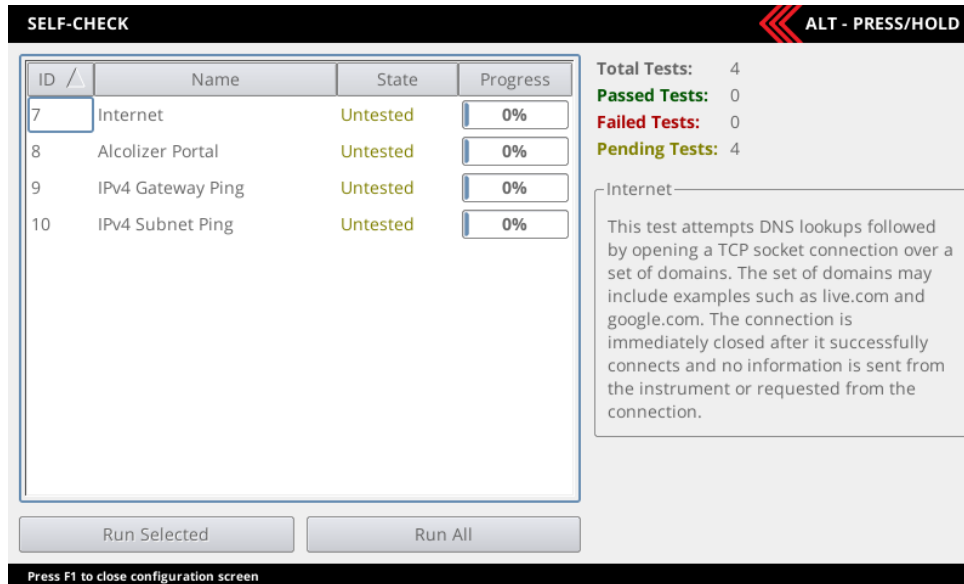 SELF-CHECK
ALT - PRESS/HOLD
ID Name State Progress
7 Internet Untested 0%
8 Alcolizer Portal Untested 0%
9 IPv4 Gateway Ping Untested 0%
10 IPv4 Subnet Ping Untested 0%
Run Selected
Run All
Total Tests: 4
Passed Tests: 0
Failed Tests: 0
Pending Tests: 4
Internet
This test attempts DNS lookups followed
by opening a TCP socket connection over a
set of domains. The set of domains may
include examples such as live.com and
google.com. The connection is
immediately closed after it successfully
connects and no information is sent from
the instrument or requested from the
connection.
Press F1 to close configuration screen